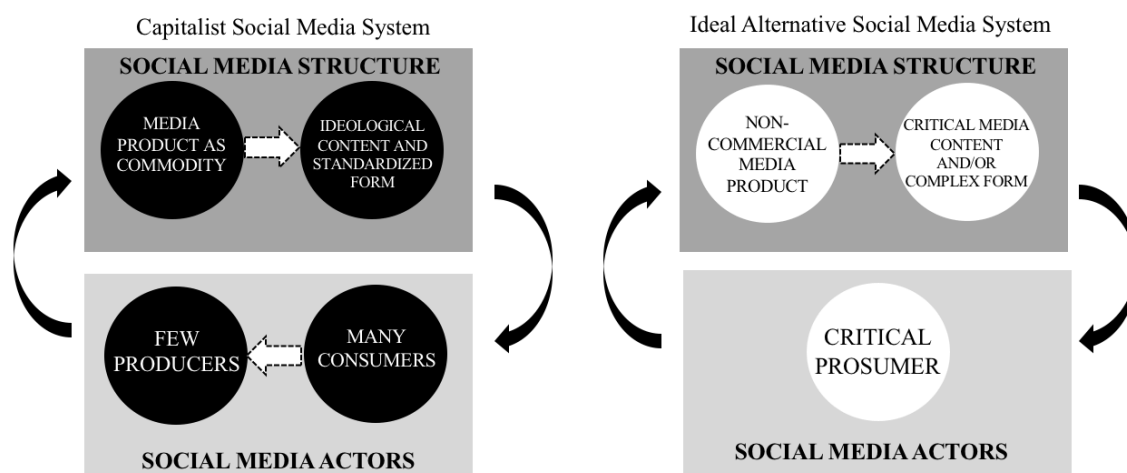 Capitalist Social Media System
SOCIAL MEDIA STRUCTURE
MEDIA
PRODUCT AS
COMMODITY
IDEOLOGICAL
CONTENT AND
STANDARDIZED
FORM
FEW
PRODUCERS
MANY
CONSUMERS
SOCIAL MEDIA ACTORS
Ideal Alternative Social Media System
SOCIAL MEDIA STRUCTURE
NON-
COMMERCIAL
MEDIA
PRODUCT
CRITICAL MEDIA
CONTENT
AND/OR
COMPLEX FORM
CRITICAL
PROSUMER
SOCIAL MEDIA ACTORS